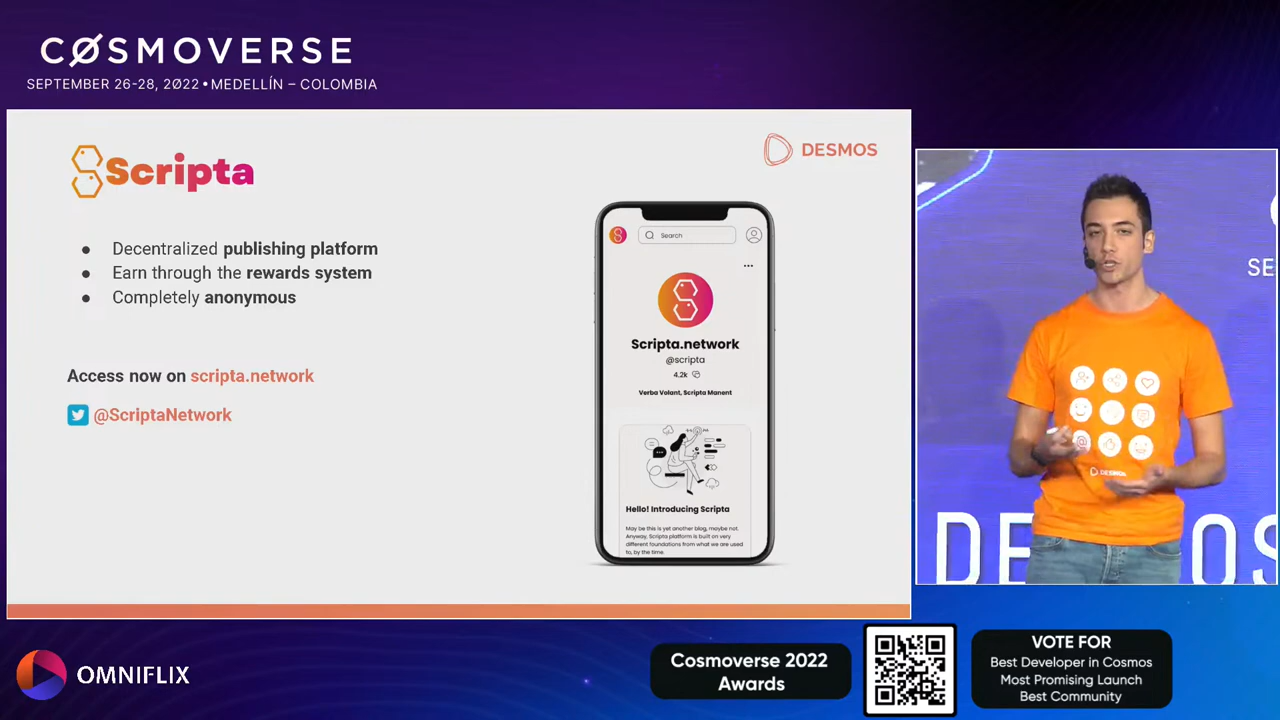 COSMOVERSE
SEPTEMBER 26-28, 2022 • MEDELLÍN – COLOMBIA
Scripta
DESMOS
● Decentralized publishing platform
● Earn through the rewards system
● Completely anonymous
Access now on scripta.network
@ScriptaNetwork
Search
Scripta.network
@scripta
4.2k
Verba Volant, Scripta Manent
Hello! Introducing Scripta
May be this is yet another blog, maybe not.
Anyway, Scripta platform is built on very
different foundations from what we are used
to, by the time.
SE
DESMOS
DE OS
OMNIFLIX
Cosmoverse 2022
Awards
VOTE FOR
Best Developer in Cosmos
Most Promising Launch
Best Community